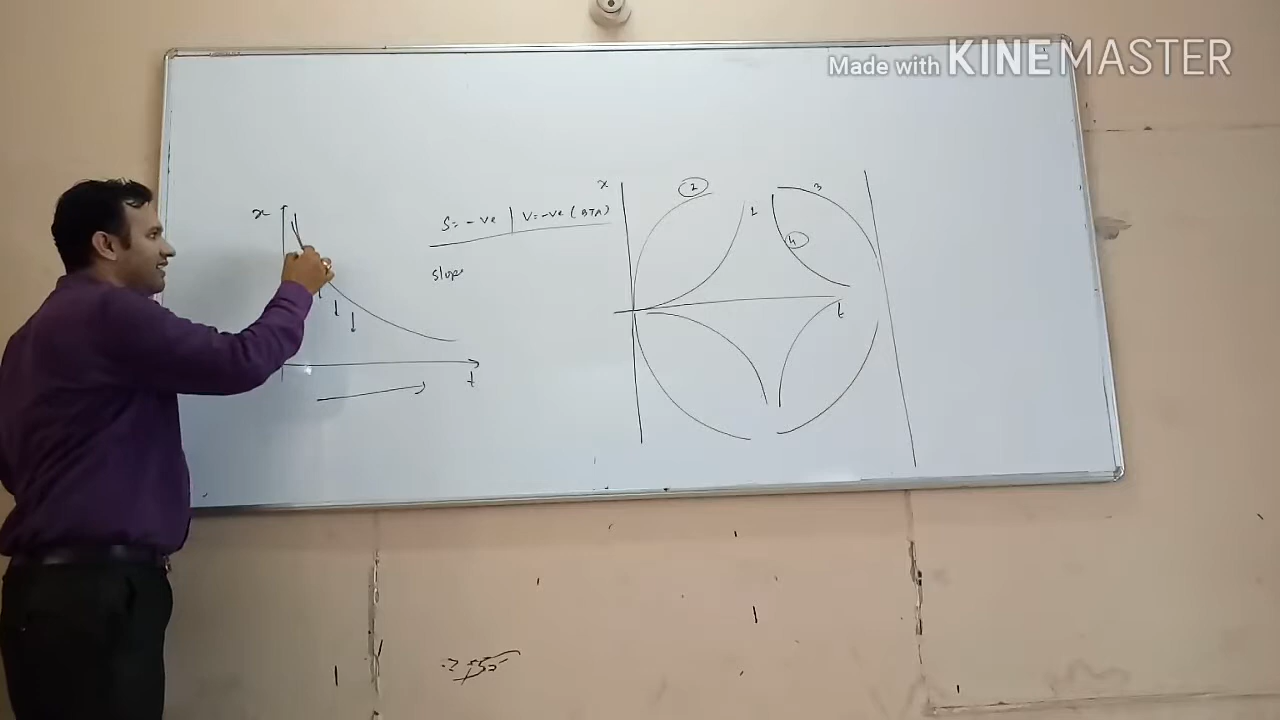 Made with KINEMASTER
x
S = -ve | V = -ve (BTA)
slope
t
x
2
1
3
4
t